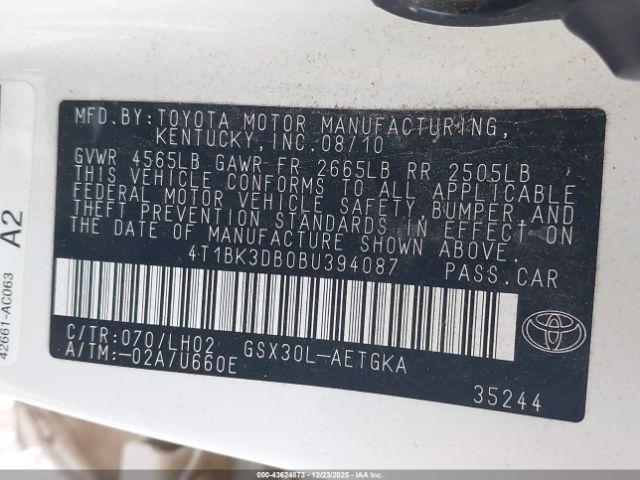 MFD.BY:TOYOTA MOTOR MANUFACTURING,
KENTUCKY,INC.08/10
GVWR 4565LB GAWR FR 2665LB RR 2505LB
THIS VEHICLE CONFORMS TO ALL APPLICABLE
FEDERAL MOTOR VEHICLE SAFETY,BUMPER,AND
THEFT PREVENTION STANDARDS IN EFFECT ON
THE DATE OF MANUFACTURE SHOWN ABOVE.
4T1BK3DB0BU394087 PASS.CAR
C/TR:070/LH02 GSX30L-AETGKA
A/TM:-02A/U660E
35244
TOYOTA
42661-AC063 A2
000-43624873 - 12/23/2025 - IAAI.COM